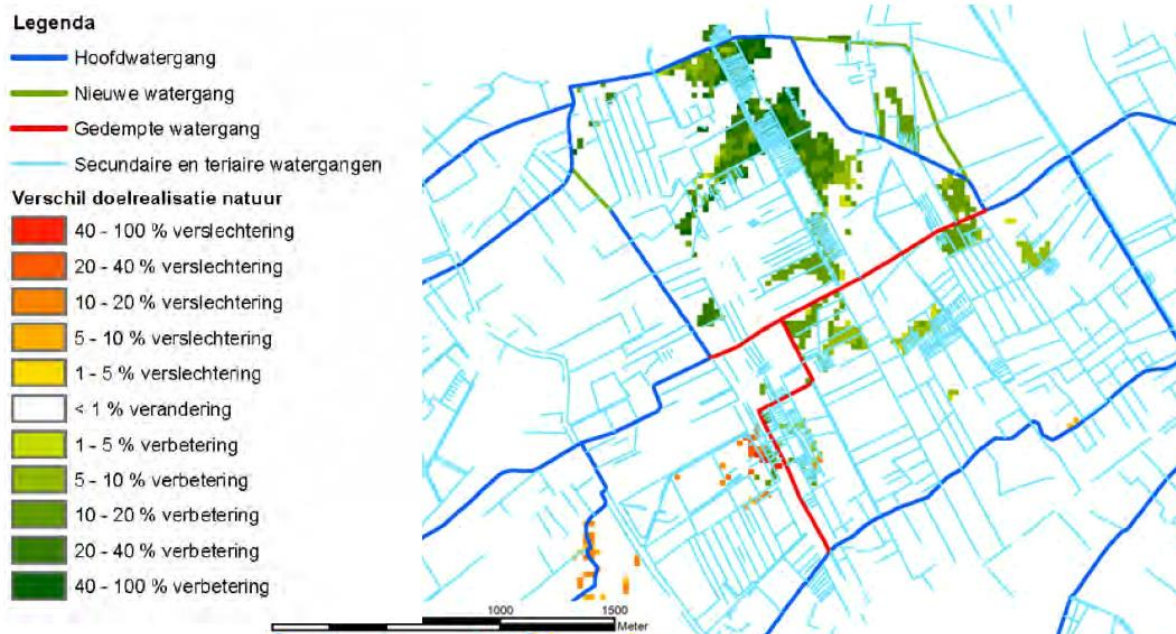 Legenda
Hoofdwatergang
Nieuwe watergang
Gedempte watergang
Secundaire en teriaire watergangen
Verschil doelrealisatie natuur
40 - 100 % verslechtering
20 - 40 % verslechtering
10 - 20 % verslechtering
5 - 10 % verslechtering
1 - 5 % verslechtering
< 1 % verandering
1 - 5 % verbetering
5 - 10 % verbetering
10 - 20 % verbetering
20 - 40 % verbetering
40 - 100 % verbetering
1000 1500
Meter